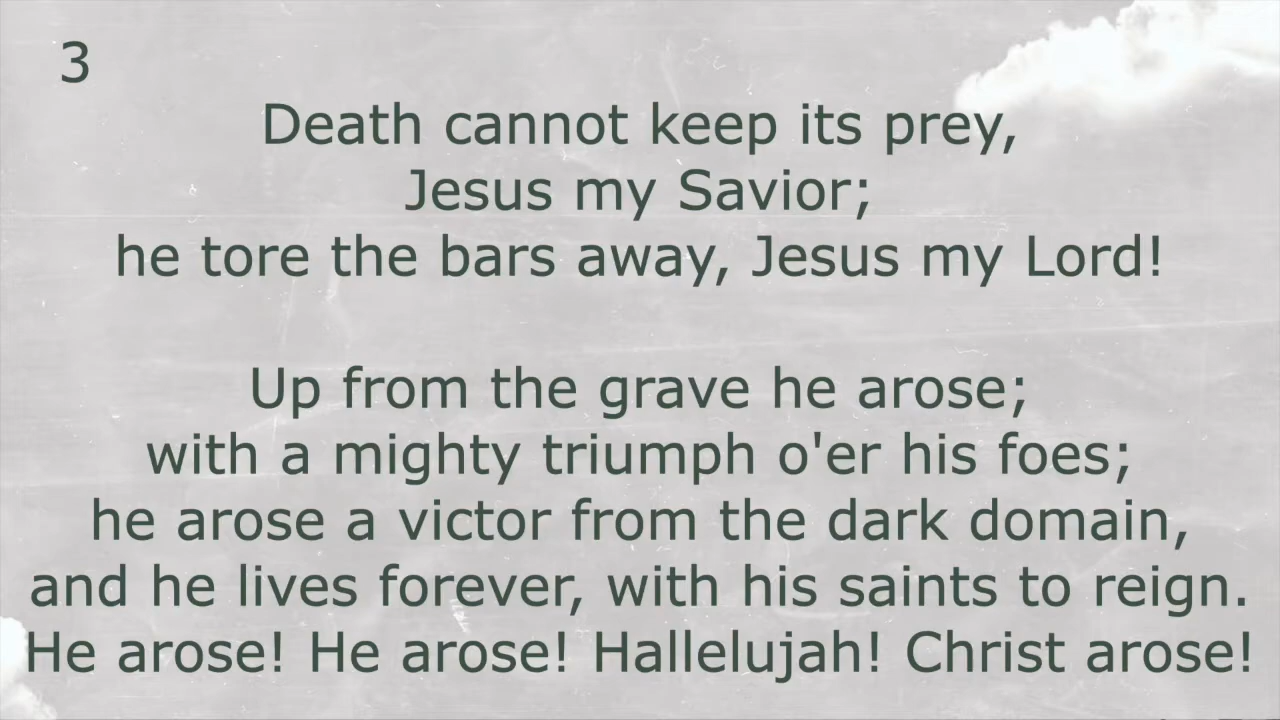 3
Death cannot keep its prey,
Jesus my Savior;
he tore the bars away, Jesus my Lord!
Up from the grave he arose;
with a mighty triumph o'er his foes;
he arose a victor from the dark domain,
and he lives forever, with his saints to reign.
He arose! He arose! Hallelujah! Christ arose!